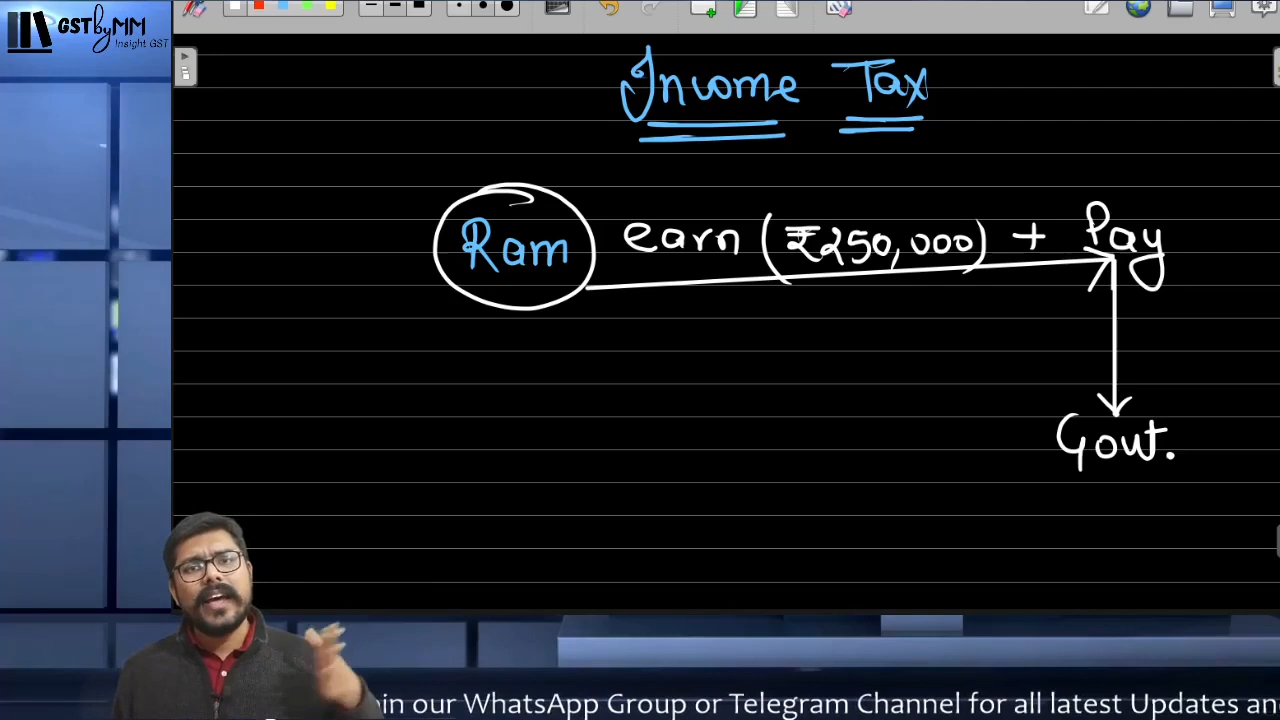 GSTbyMM
Insight GST
Income Tax
Ram earn (₹250,000) + Pay
Govt.
in our WhatsApp Group or Telegram Channel for all latest Updates an